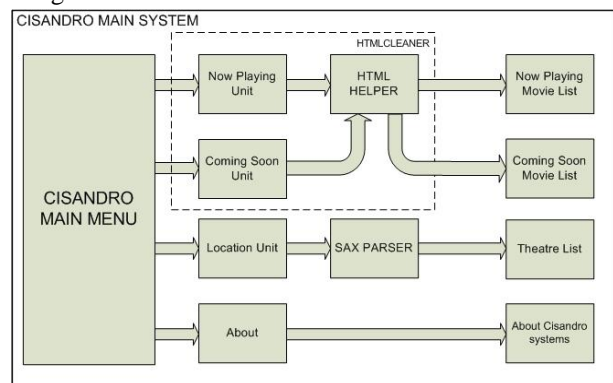 CISANDRO MAIN SYSTEM
HTMLCLEANER
Now Playing
Unit
HTML
HELPER
Now Playing
Movie List
Coming Soon
Unit
Coming Soon
Movie List
CISANDRO
MAIN MENU
Location Unit
SAX PARSER
Theatre List
About
About Cisandro
systems